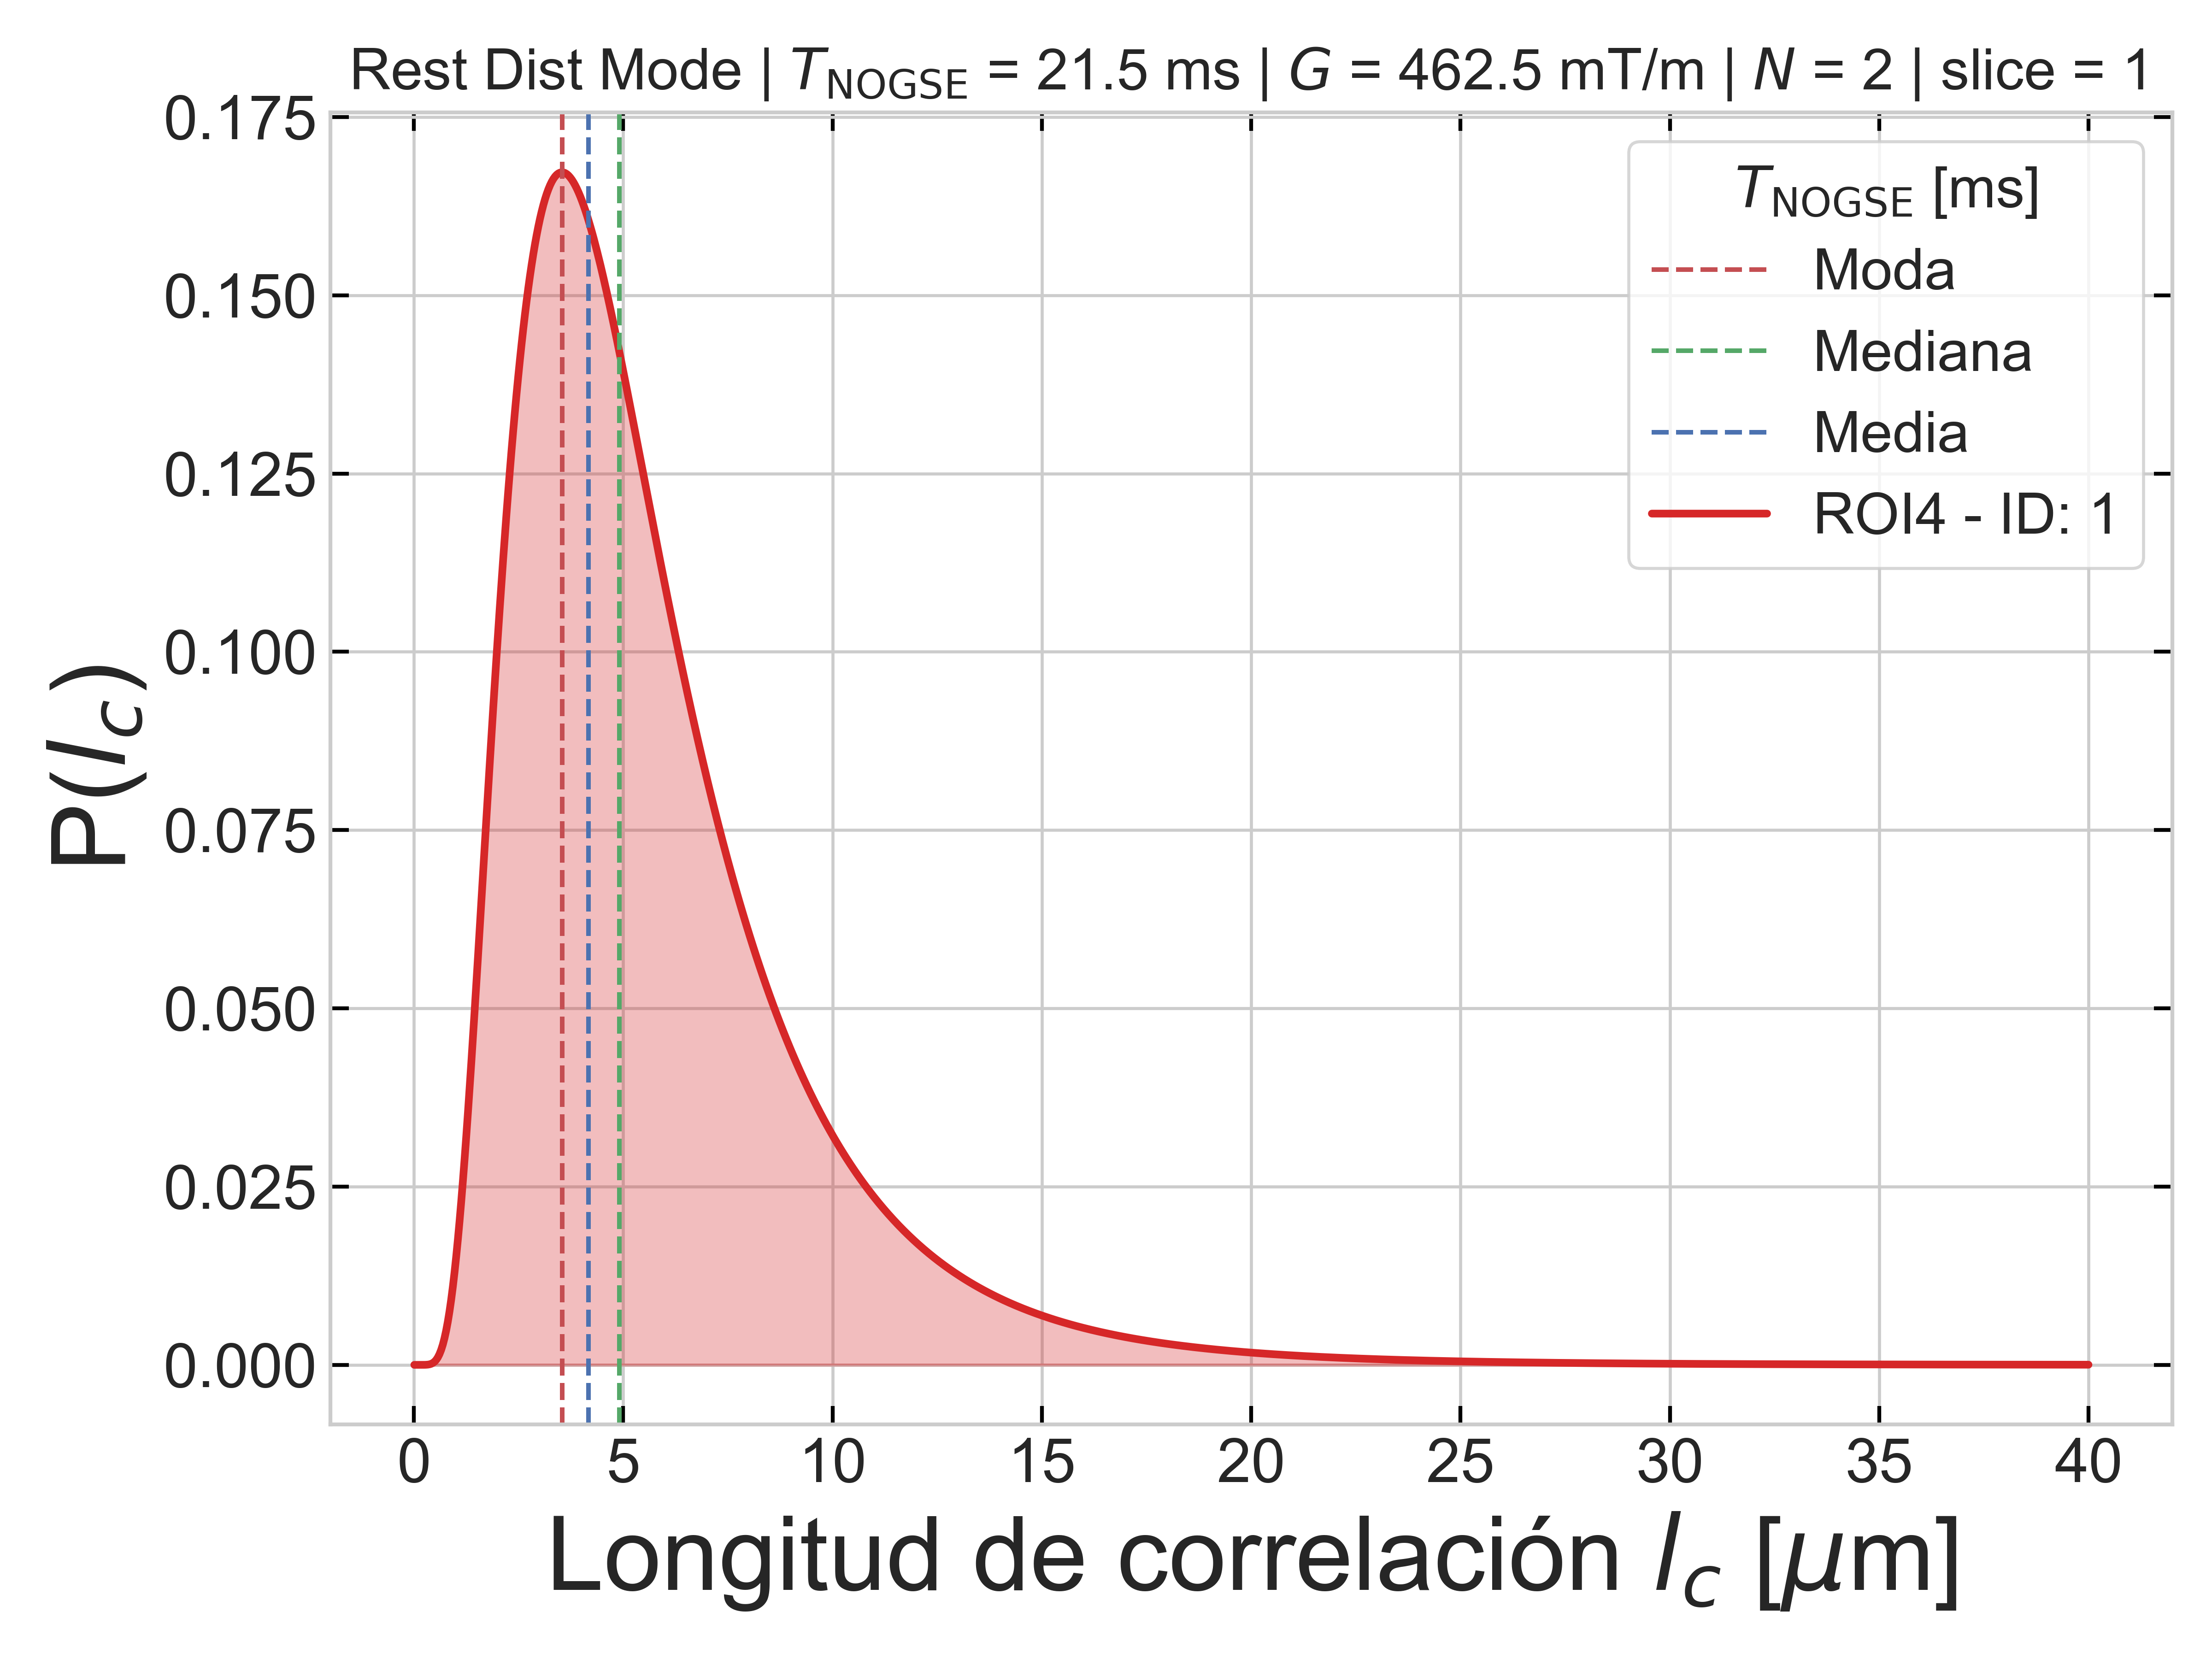 Rest Dist Mode | T_NOGSE = 21.5 ms | G = 462.5 mT/m | N = 2 | slice = 1
T_NOGSE [ms]
Moda
Mediana
Media
ROI4 - ID: 1
P(l_c)
0.175
0.150
0.125
0.100
0.075
0.050
0.025
0.000
0 5 10 15 20 25 30 35 40
Longitud de correlación l_c [μm]